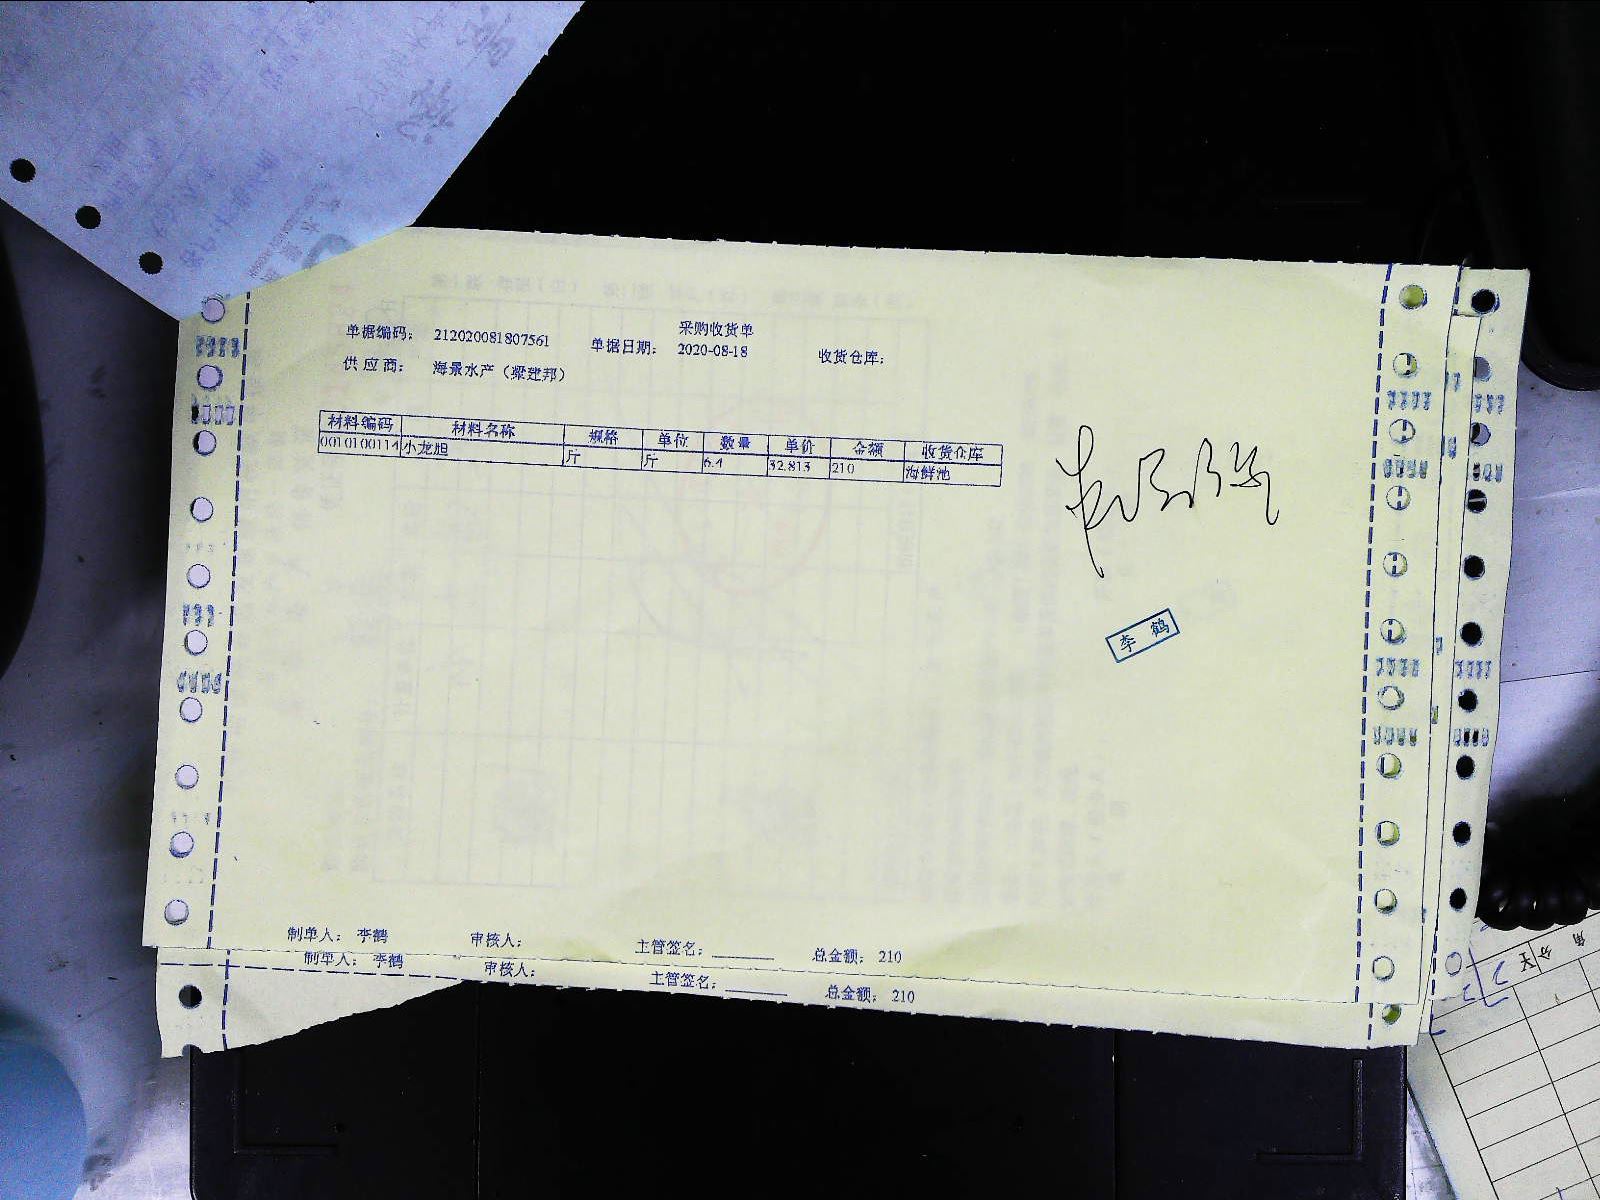 采购收货单
单据编码： 212020081807561 单据日期： 2020-08-18 收货仓库：
供 应 商： 海景水产（梁建邦）
材料编码 材料名称 规格 单位 数量 单价 金额 收货仓库
0010100114 小龙胆 斤 斤 6.4 32.813 210 海鲜池
李 鹤
制单人： 李鹤 审核人： 主管签名： 总金额： 210
制单人： 李鹤 审核人： 主管签名： 总金额： 210